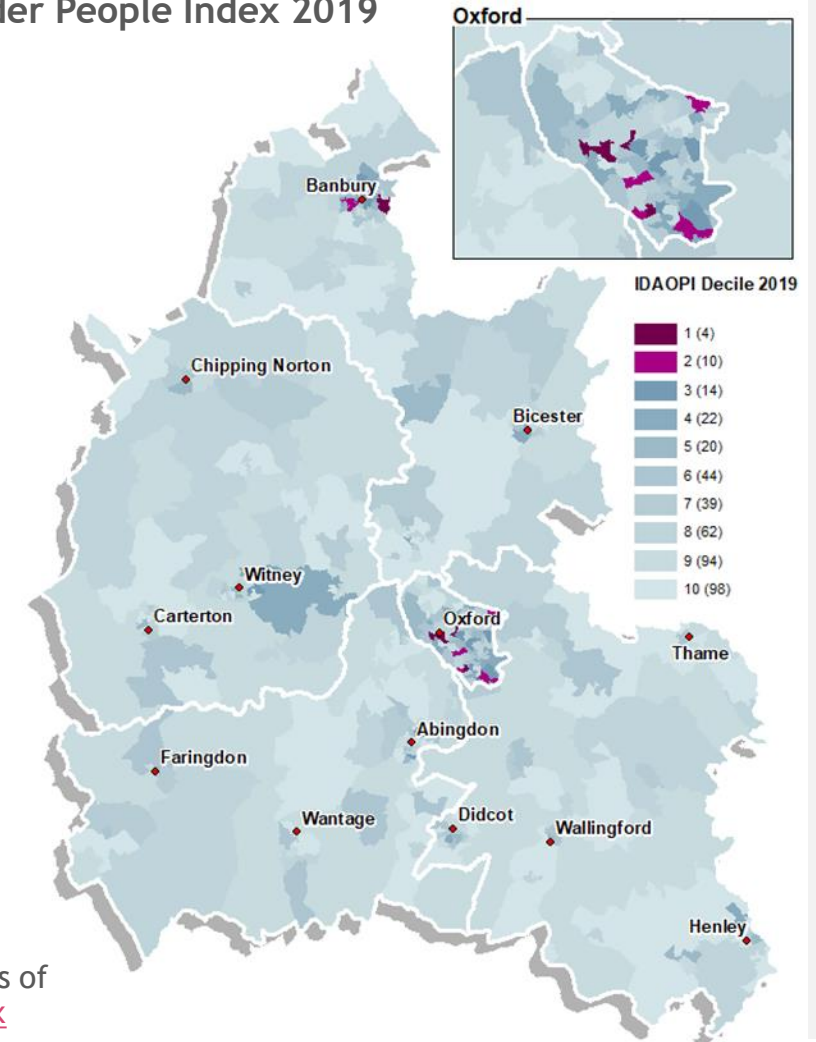 der People Index 2019
Oxford
Banbury
IDAOPI Decile 2019
1 (4)
2 (10)
3 (14)
4 (22)
5 (20)
6 (44)
7 (39)
8 (62)
9 (94)
10 (98)
Chipping Norton
Bicester
Witney
Carterton
Oxford
Thame
Abingdon
Faringdon
Wantage
Didcot
Wallingford
Henley
s of
x